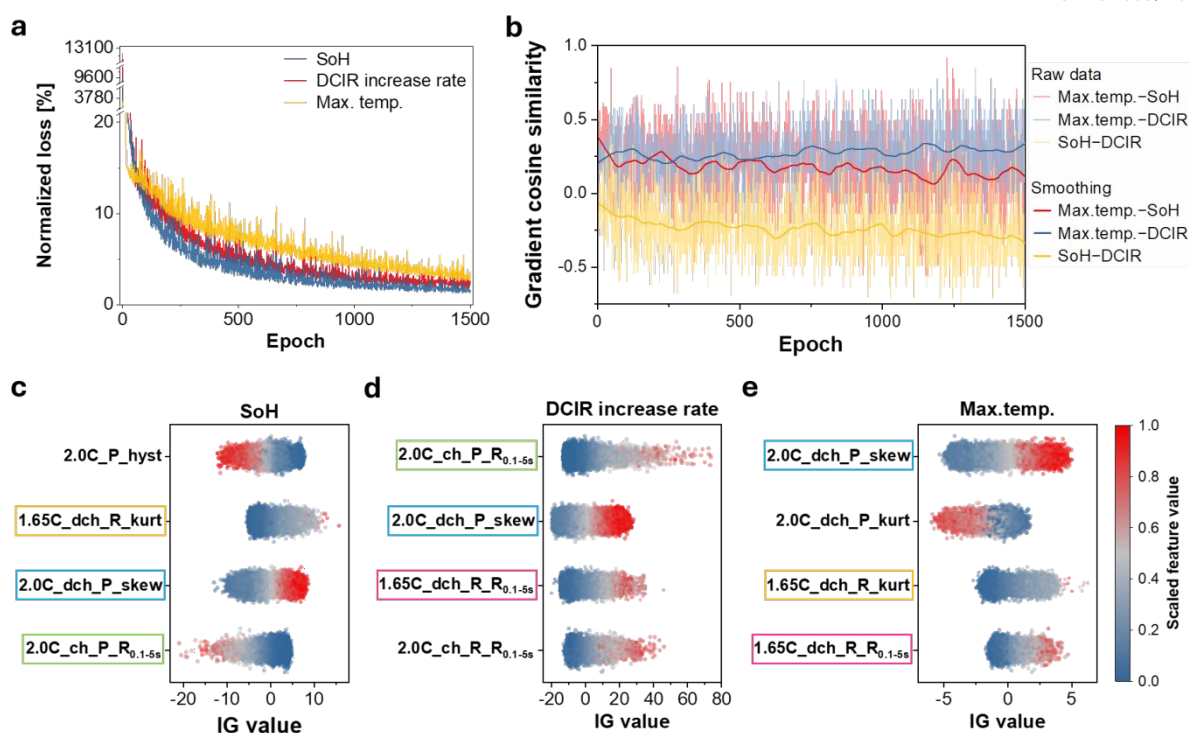 a
13100
9600
3780
20
10
0
Normalized loss [%]
SoH
DCIR increase rate
Max. temp.
0
500
1000
1500
Epoch
b
1.0
0.5
0.0
-0.5
Gradient cosine similarity
0
500
1000
1500
Epoch
Raw data
Max.temp.-SoH
Max.temp.-DCIR
SoH-DCIR
Smoothing
Max.temp.-SoH
Max.temp.-DCIR
SoH-DCIR
c
SoH
2.0C_P_hyst
1.65C_dch_R_kurt
2.0C_dch_P_skew
2.0C_ch_P_R0.1-5s
-20
-10
0
10
IG value
d
DCIR increase rate
2.0C_ch_P_R0.1-5s
2.0C_dch_P_skew
1.65C_dch_R_R0.1-5s
2.0C_ch_R_R0.1-5s
-20
0
20
40
60
80
IG value
e
Max.temp.
2.0C_dch_P_skew
2.0C_dch_P_kurt
1.65C_dch_R_kurt
1.65C_dch_R_R0.1-5s
-5
0
5
IG value
1.0
0.8
0.6
0.4
0.2
0.0
Scaled feature value